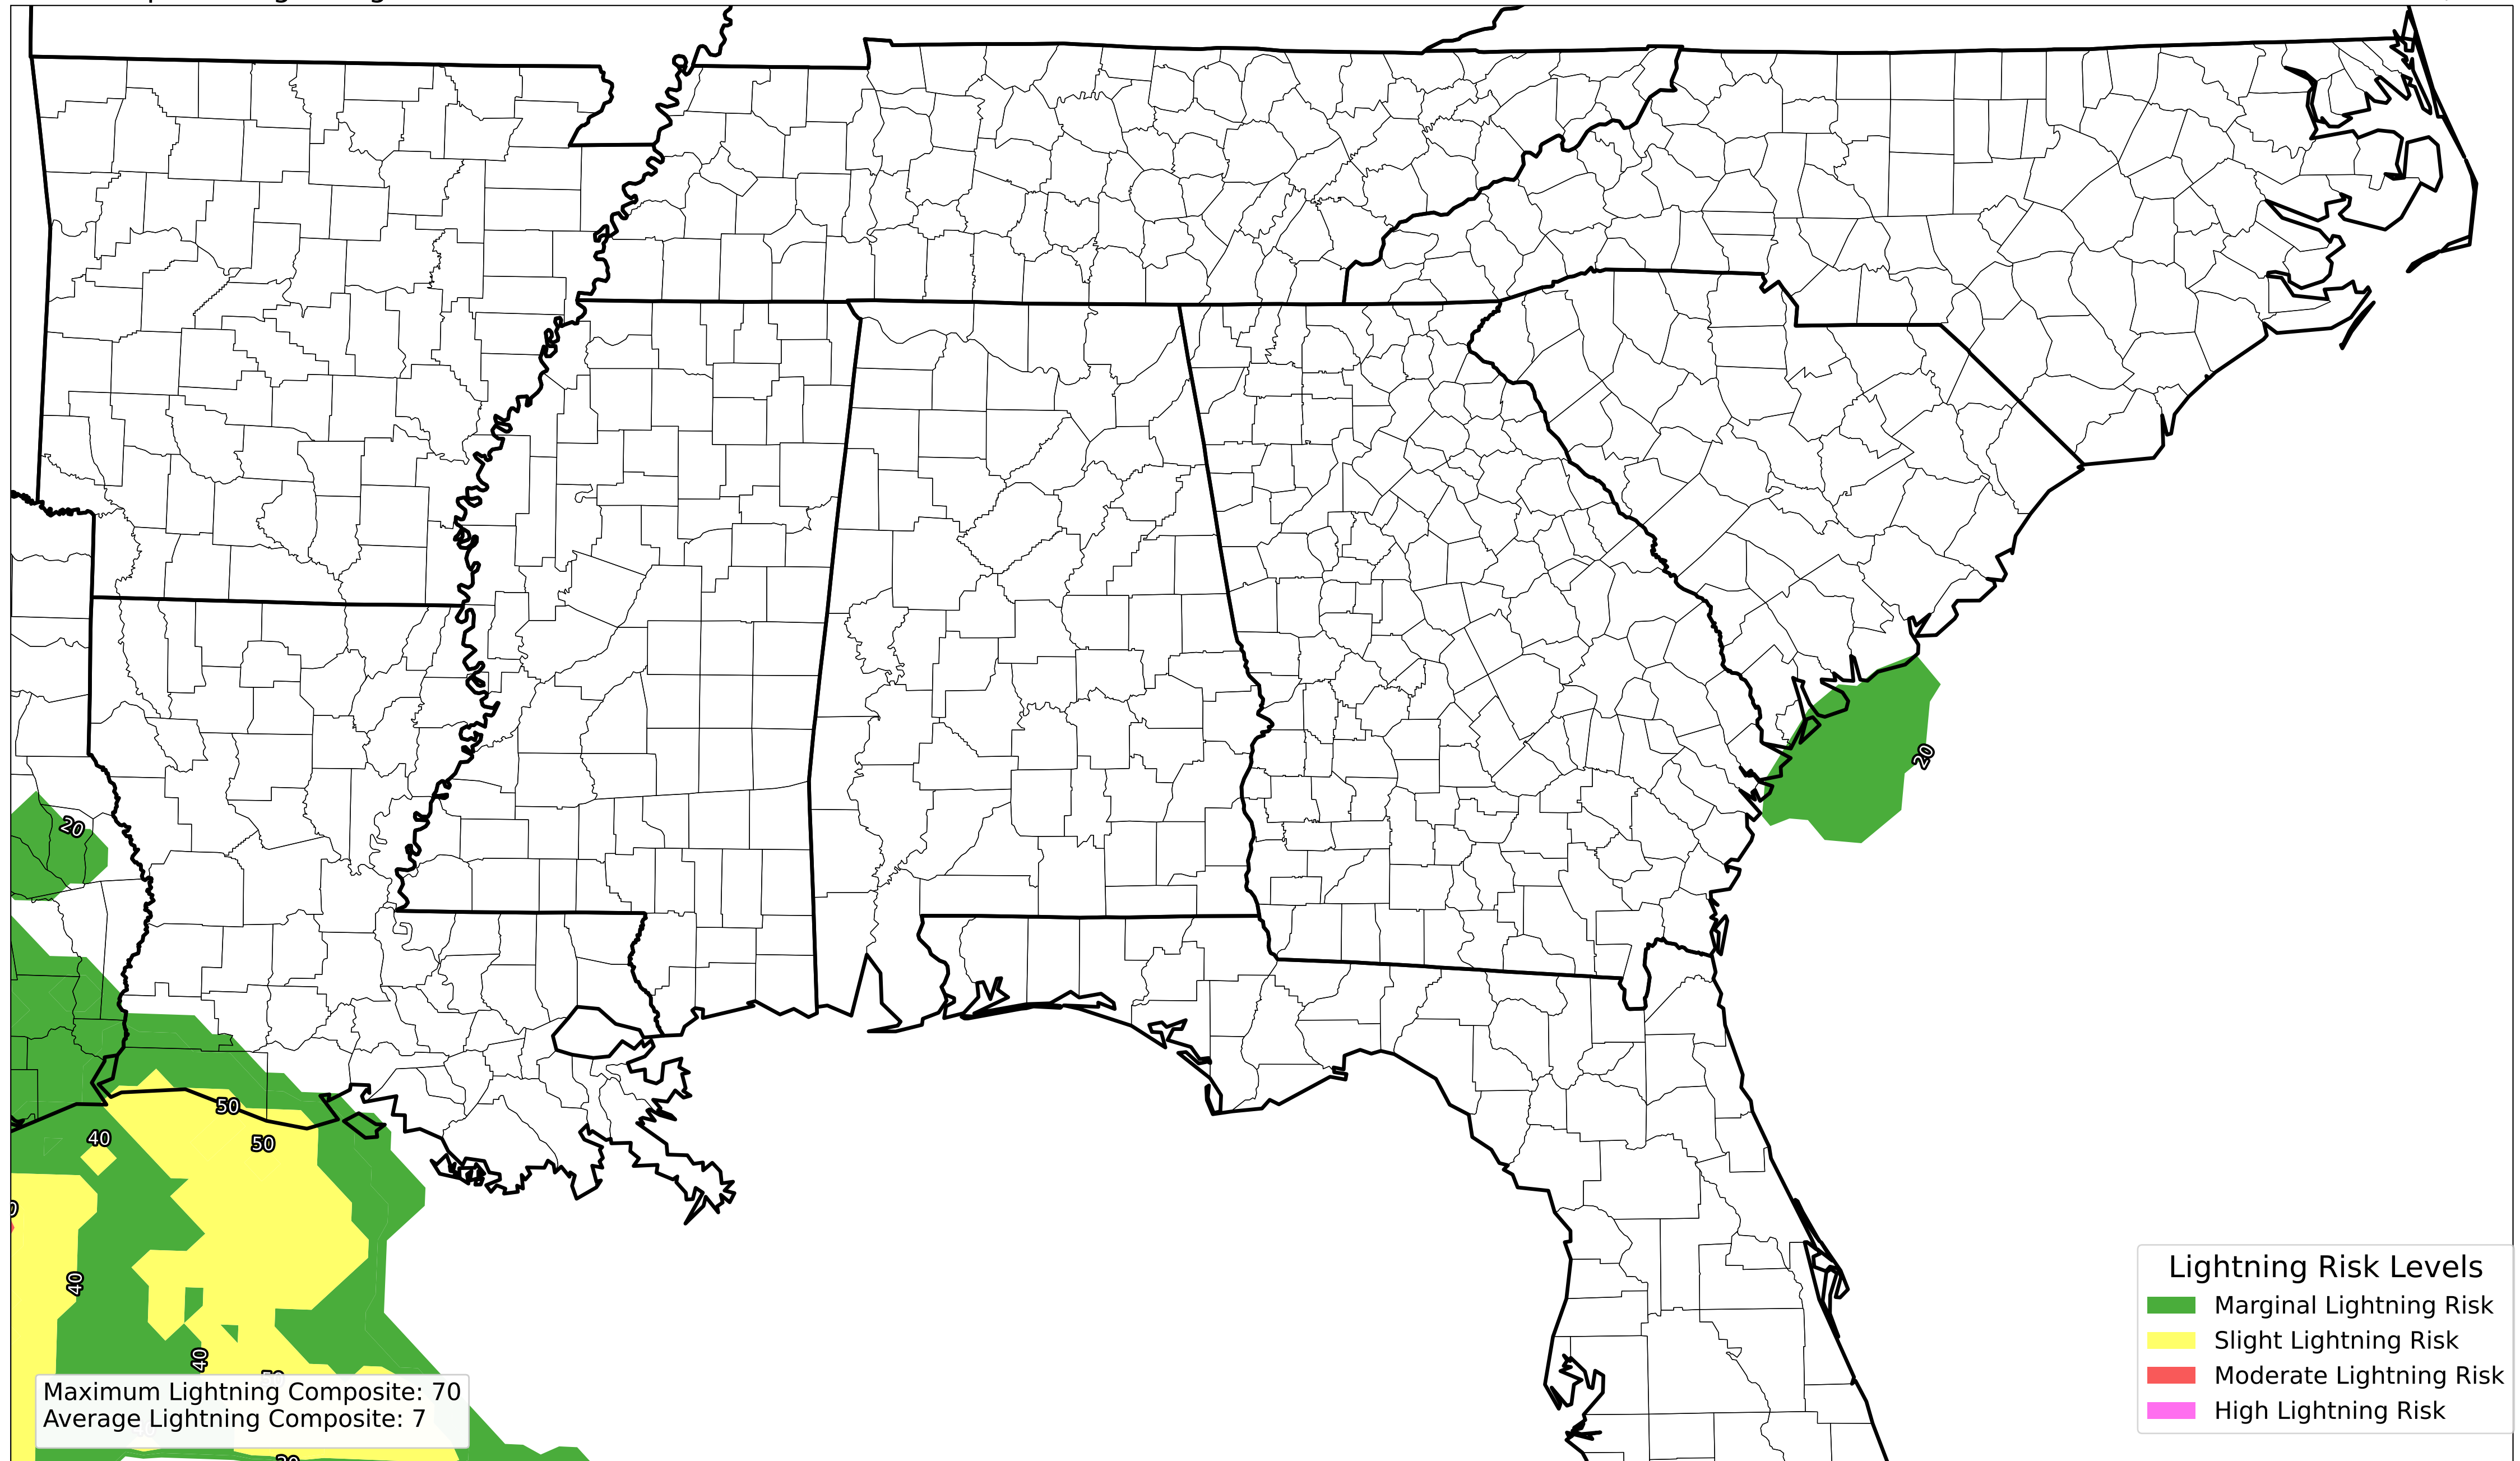 20
20
50
40
50
40
40
Maximum Lightning Composite: 70
Average Lightning Composite: 7
Lightning Risk Levels
Marginal Lightning Risk
Slight Lightning Risk
Moderate Lightning Risk
High Lightning Risk